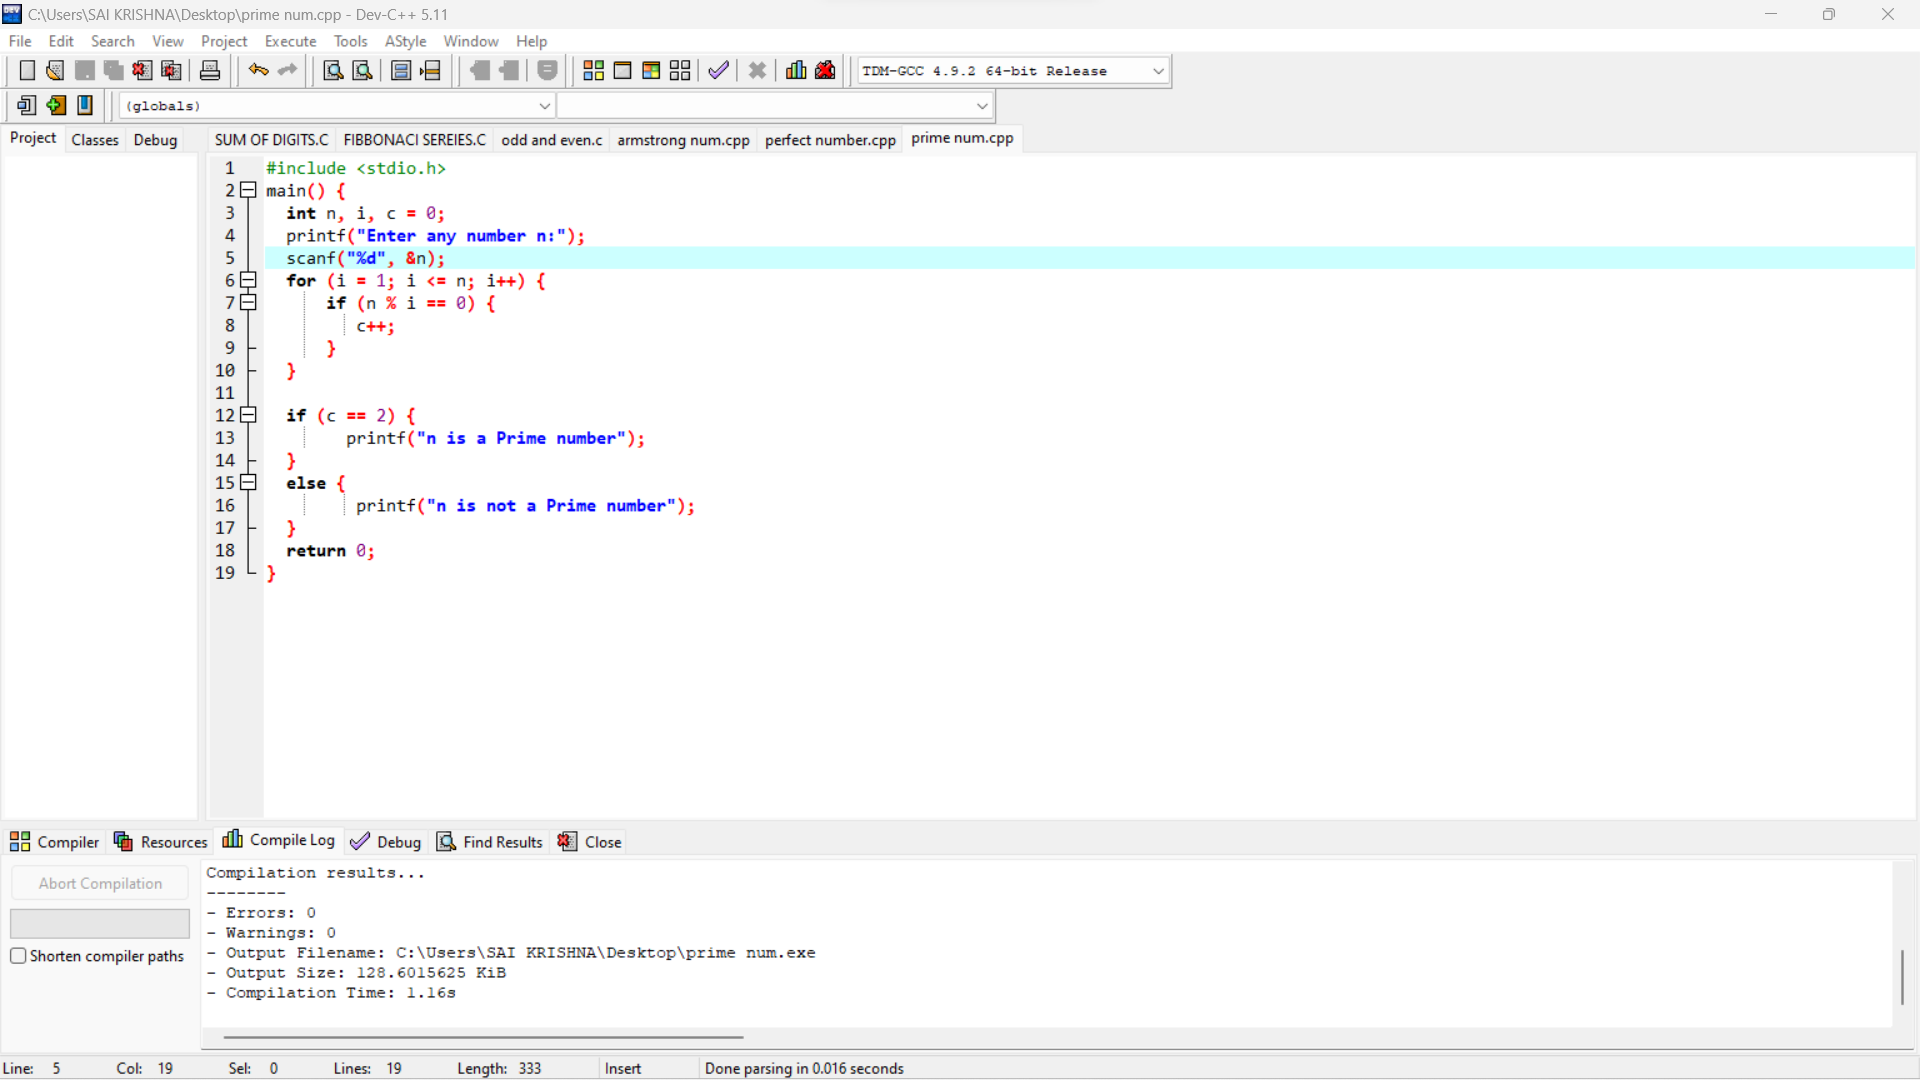 C:\Users\SAI KRISHNA\Desktop\prime num.cpp - Dev-C++ 5.11
File Edit Search View Project Execute Tools AStyle Window Help
TDM-GCC 4.9.2 64-bit Release
(globals)
Project Classes Debug
SUM OF DIGITS.C FIBBONACI SEREIES.C odd and even.c armstrong num.cpp perfect number.cpp prime num.cpp
1 #include <stdio.h>
2 main() {
3 int n, i, c = 0;
4 printf("Enter any number n:");
5 scanf("%d", &n);
6 for (i = 1; i <= n; i++) {
7 if (n % i == 0) {
8 c++;
9 }
10 }
11
12 if (c == 2) {
13 printf("n is a Prime number");
14 }
15 else {
16 printf("n is not a Prime number");
17 }
18 return 0;
19 }
Compiler Resources Compile Log Debug Find Results Close
Abort Compilation
Shorten compiler paths
Compilation results...
--------
- Errors: 0
- Warnings: 0
- Output Filename: C:\Users\SAI KRISHNA\Desktop\prime num.exe
- Output Size: 128.6015625 KiB
- Compilation Time: 1.16s
Line: 5 Col: 19 Sel: 0 Lines: 19 Length: 333 Insert Done parsing in 0.016 seconds